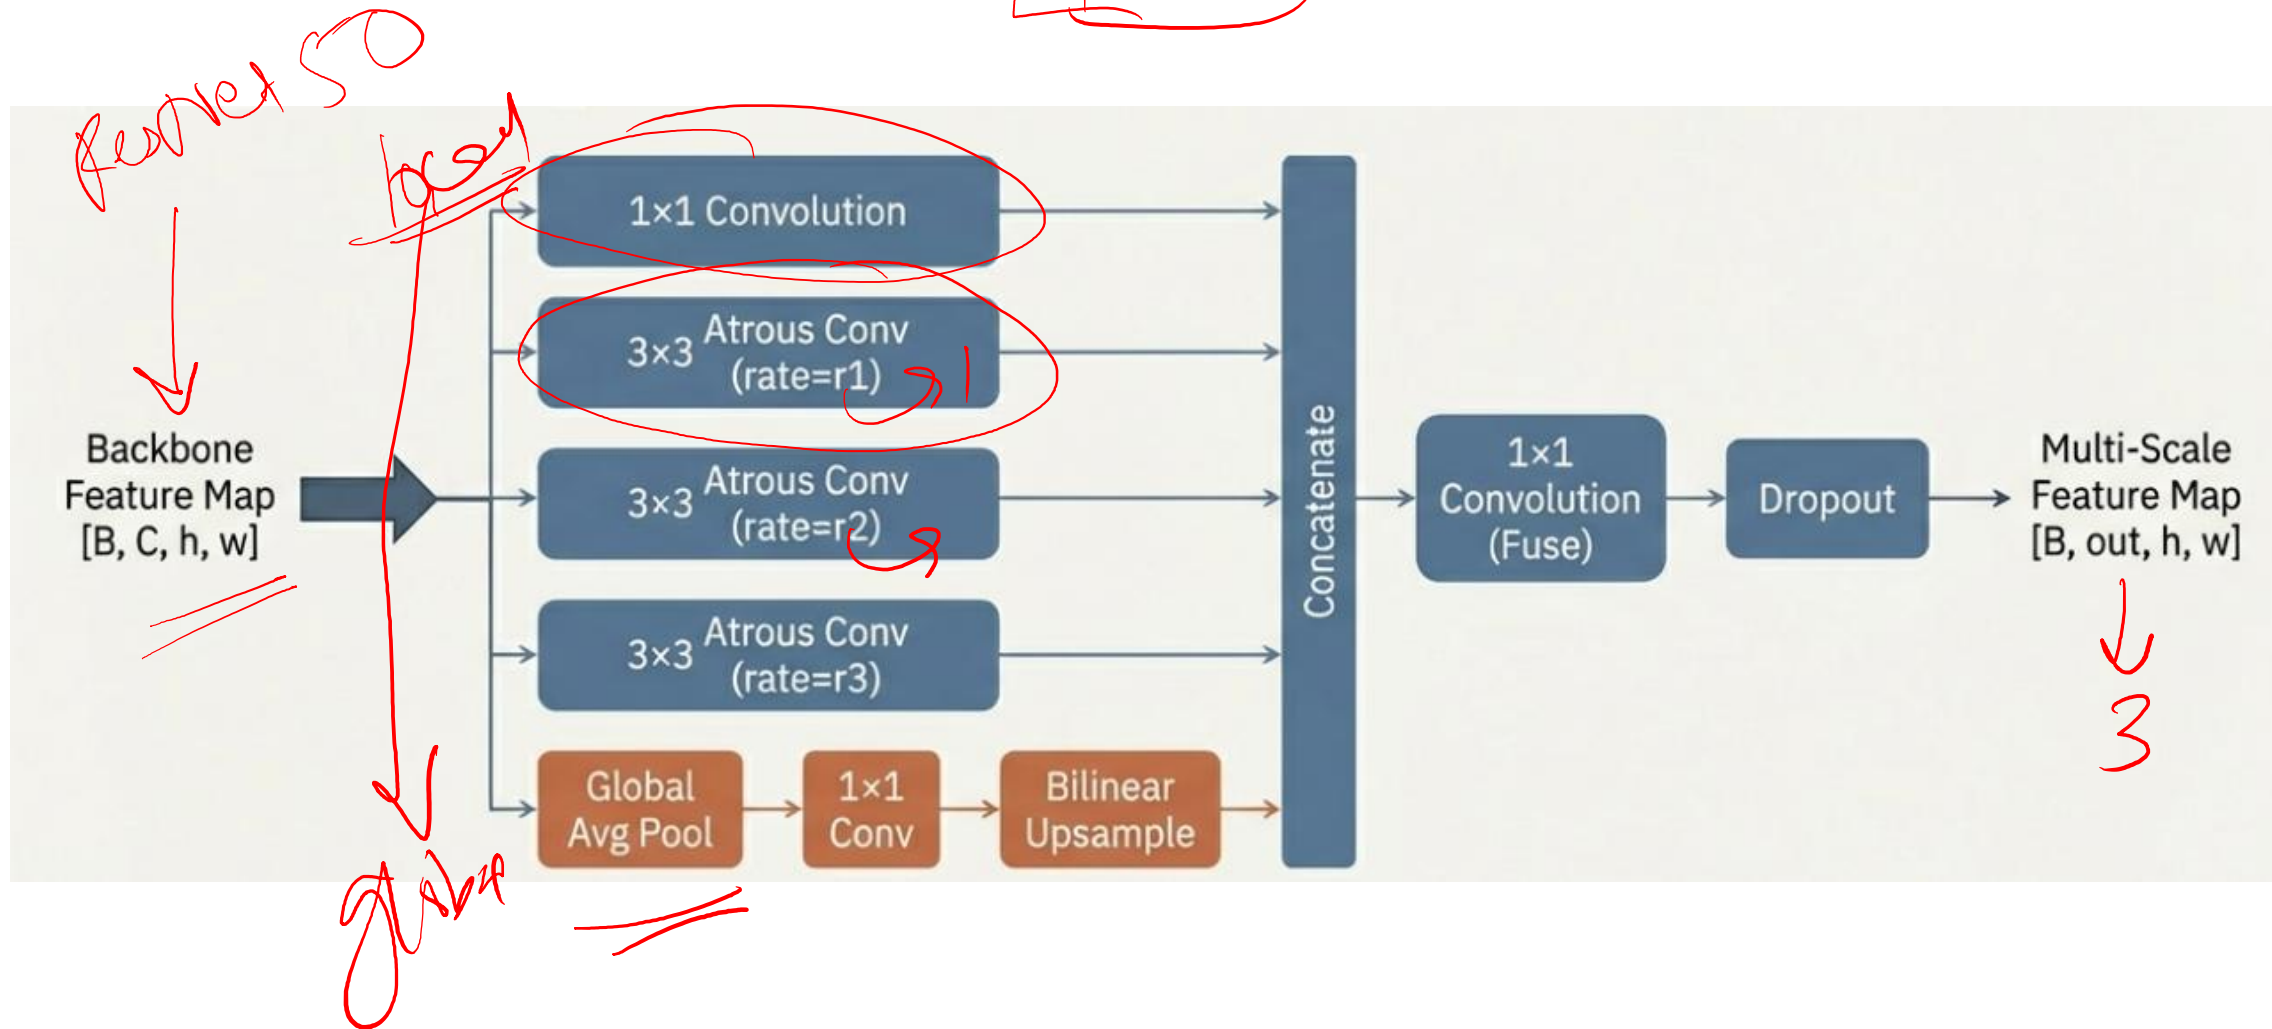 Resnet 50
local
1×1 Convolution
3×3 Atrous Conv
(rate=r1)
1
3×3 Atrous Conv
(rate=r2)
3×3 Atrous Conv
(rate=r3)
Backbone
Feature Map
[B, C, h, w]
Global
Avg Pool
1×1
Conv
Bilinear
Upsample
Concatenate
1×1
Convolution
(Fuse)
Dropout
Multi-Scale
Feature Map
[B, out, h, w]
3
global